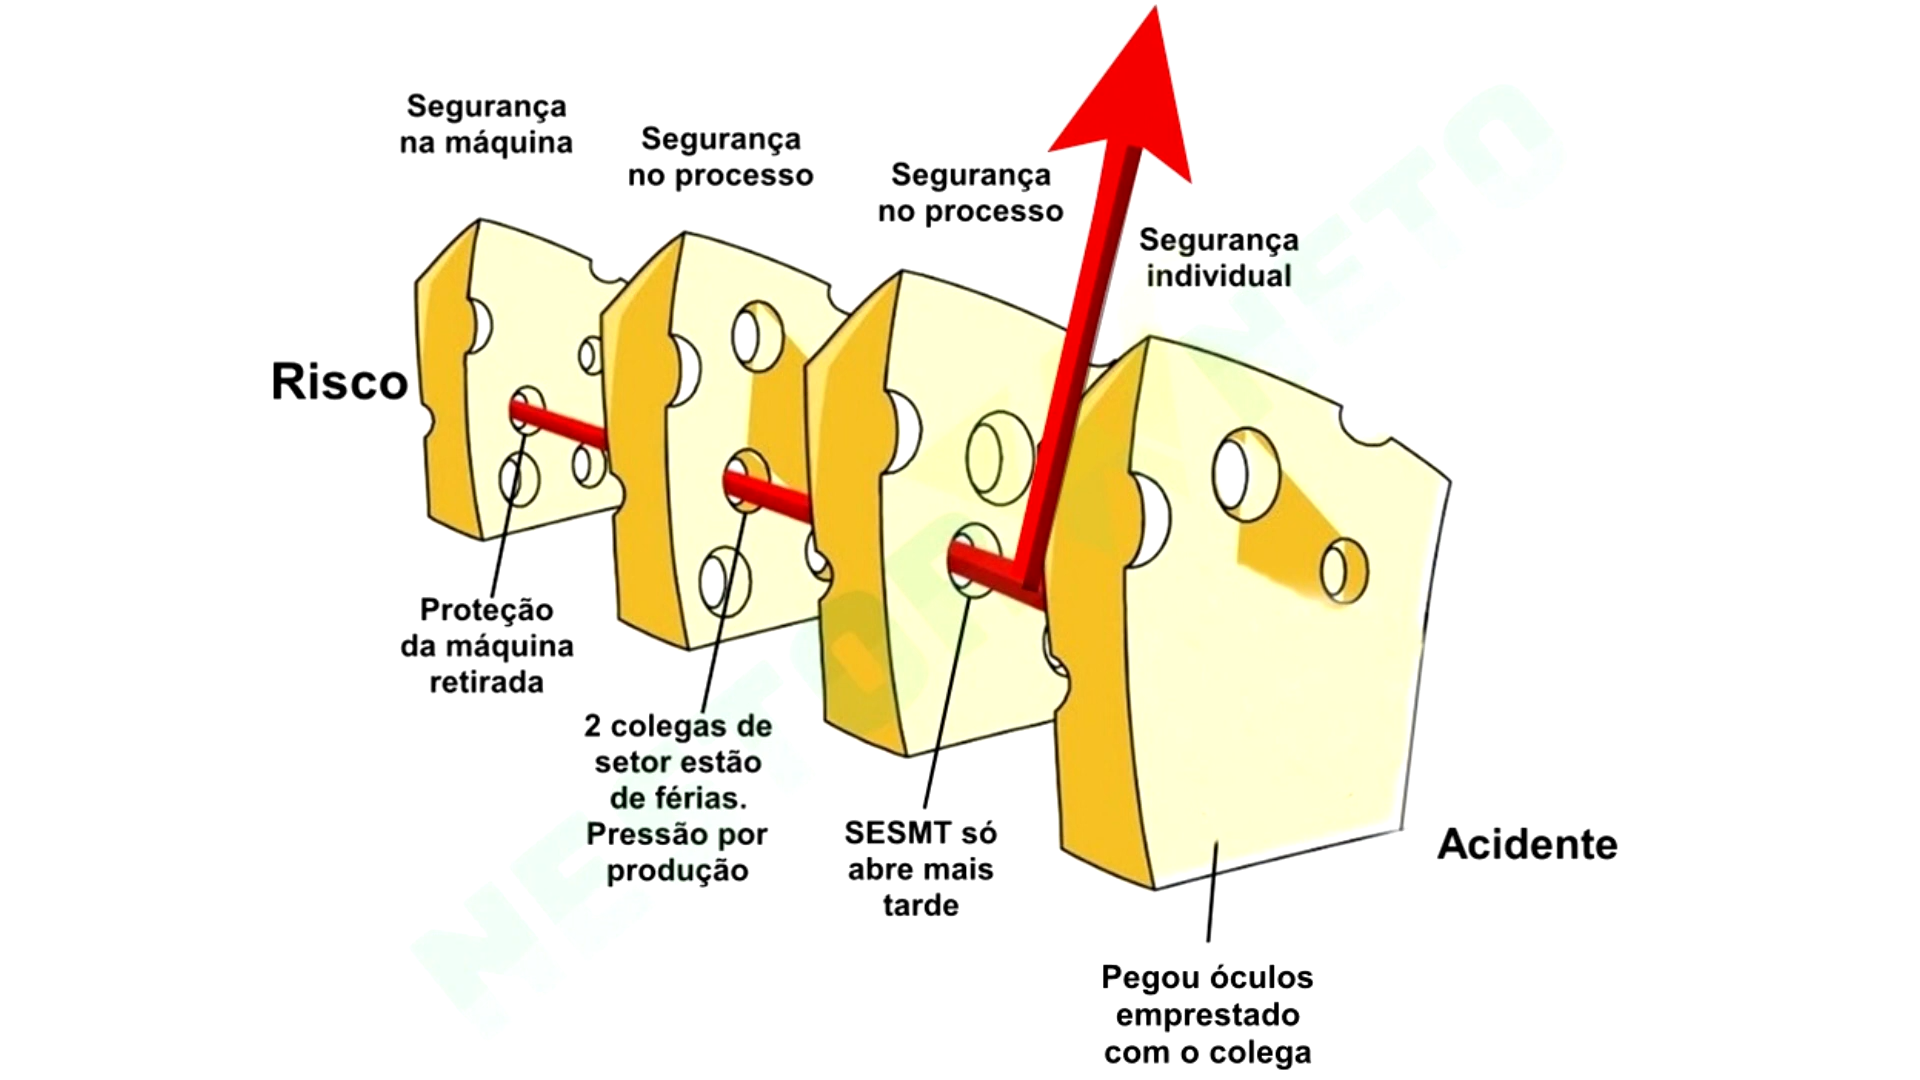 Segurança
na máquina
Segurança
no processo
Segurança
no processo
Segurança
individual
Risco
Proteção
da máquina
retirada
2 colegas de
setor estão
de férias.
Pressão por
produção
SESMT só
abre mais
tarde
Acidente
Pegou óculos
emprestado
com o colega